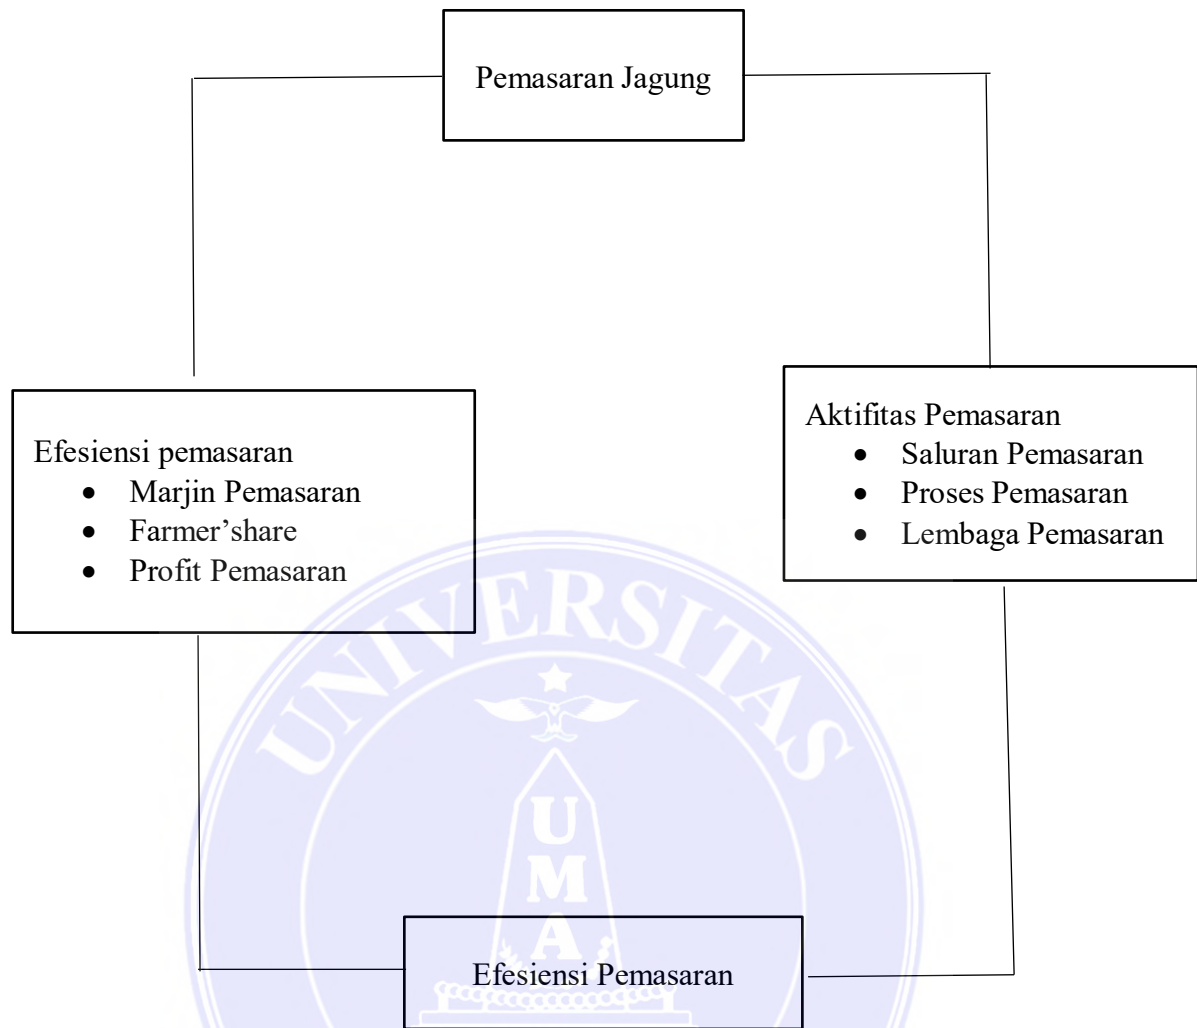 Pemasaran Jagung
Efesiensi pemasaran
• Marjin Pemasaran
• Farmer’share
• Profit Pemasaran
Aktifitas Pemasaran
• Saluran Pemasaran
• Proses Pemasaran
• Lembaga Pemasaran
UNIVERSITAS
U
M
A
Efesiensi Pemasaran